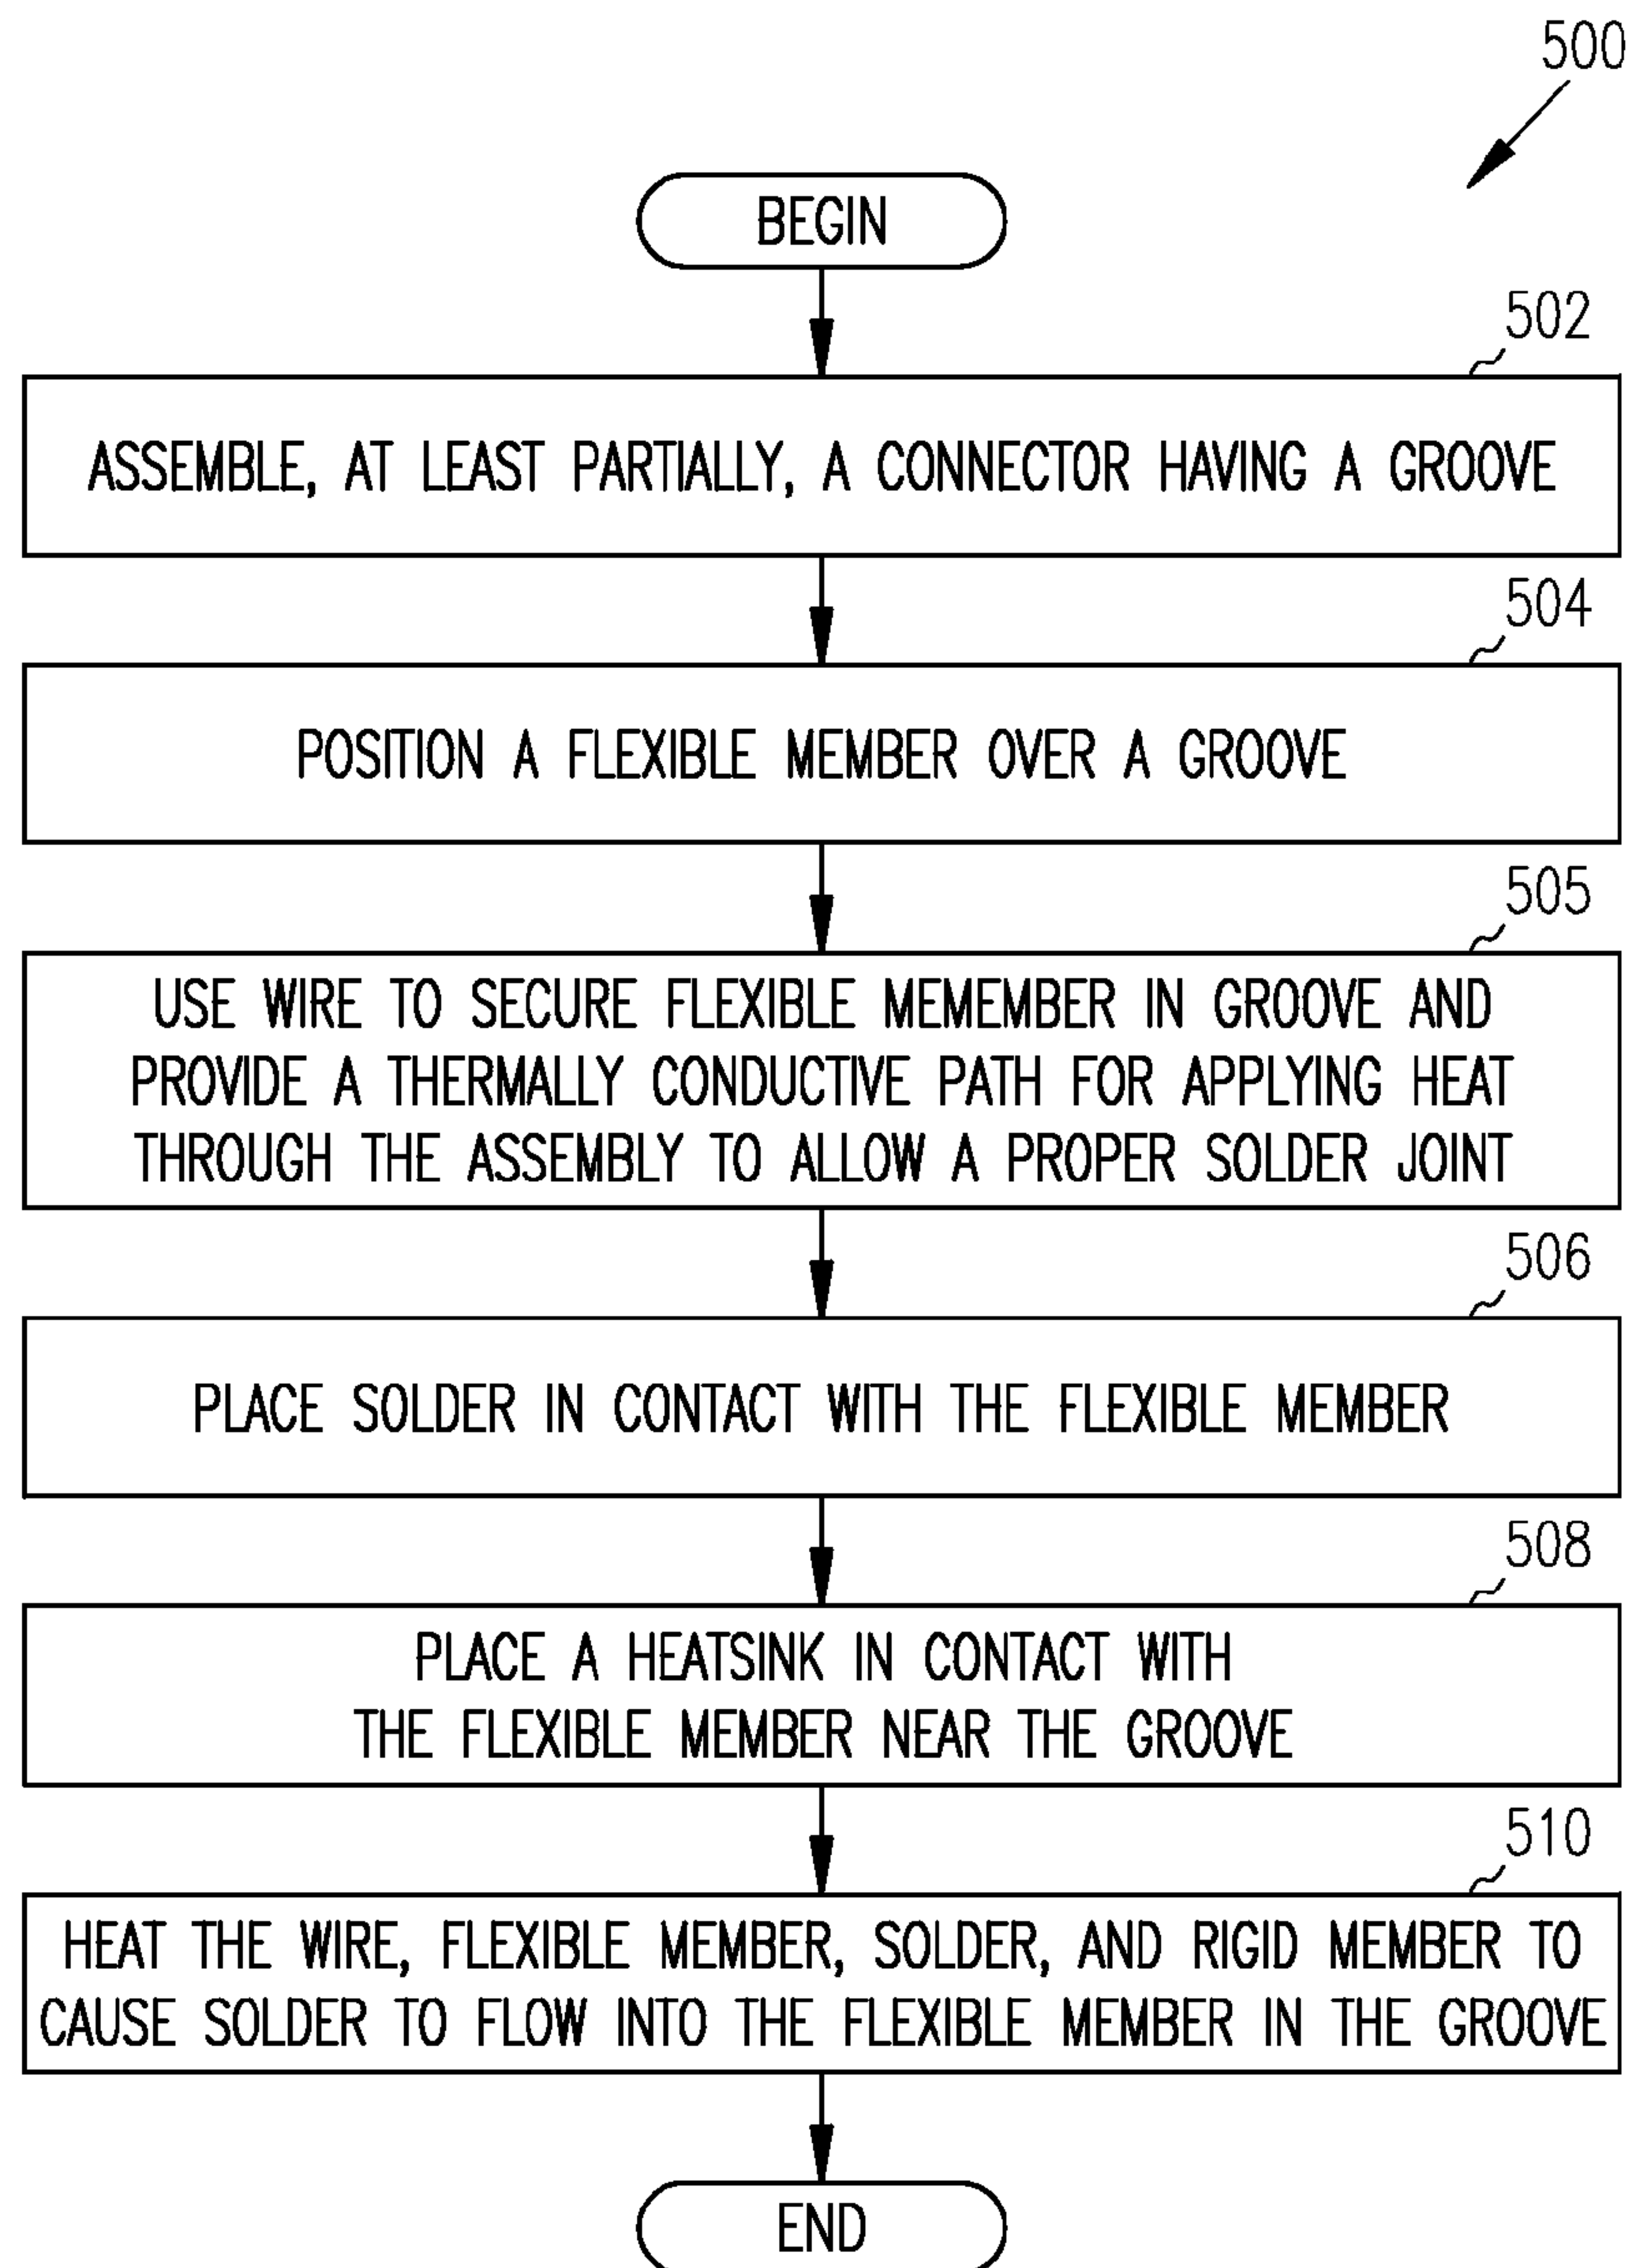 500
BEGIN
502
ASSEMBLE, AT LEAST PARTIALLY, A CONNECTOR HAVING A GROOVE
504
POSITION A FLEXIBLE MEMBER OVER A GROOVE
505
USE WIRE TO SECURE FLEXIBLE MEMEMBER IN GROOVE AND
PROVIDE A THERMALLY CONDUCTIVE PATH FOR APPLYING HEAT
THROUGH THE ASSEMBLY TO ALLOW A PROPER SOLDER JOINT
506
PLACE SOLDER IN CONTACT WITH THE FLEXIBLE MEMBER
508
PLACE A HEATSINK IN CONTACT WITH
THE FLEXIBLE MEMBER NEAR THE GROOVE
510
HEAT THE WIRE, FLEXIBLE MEMBER, SOLDER, AND RIGID MEMBER TO
CAUSE SOLDER TO FLOW INTO THE FLEXIBLE MEMBER IN THE GROOVE
END